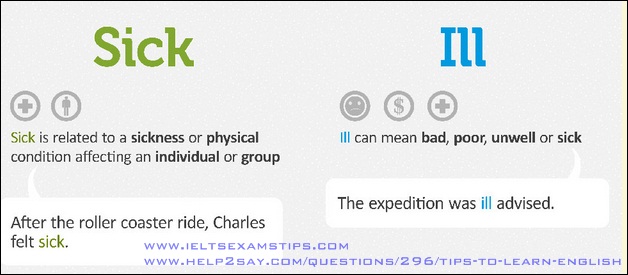 Sick
Sick is related to a sickness or physical
condition affecting an individual or group
After the roller coaster ride, Charles
felt sick.
Ill
$
Ill can mean bad, poor, unwell or sick
The expedition was ill advised.
www.ieltsexamstips.com
www.help2say.com/questions/296/tips-to-learn-english